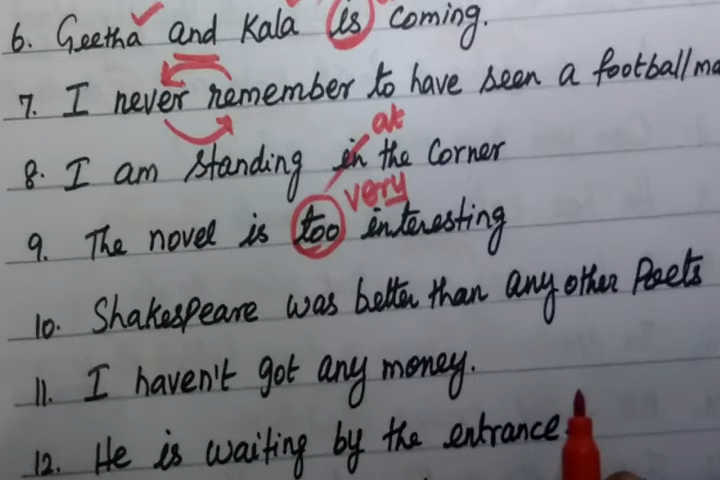 6. Geetha and Kala is coming.
7. I never remember to have seen a football ma
at
8. I am standing in the corner
very
9. The novel is too interesting
10. Shakespeare was better than any other Poets
11. I haven't got any money.
12. He is waiting by the entrance